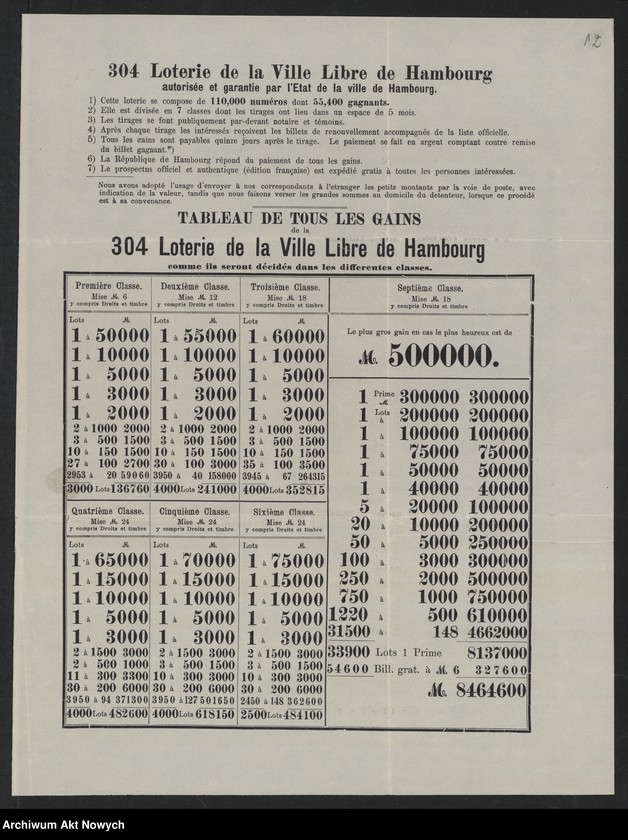 12
304 Loterie de la Ville Libre de Hambourg
autorisée et garantie par l'Etat de la ville de Hambourg.
1) Cette loterie se compose de 110,000 numéros dont 55,400 gagnants.
2) Elle est divisée en 7 classes dont les tirages ont lieu dans un espace de 5 mois.
3) Les tirages se font publiquement par-devant notaire et témoins.
4) Après chaque tirage les intéressés reçoivent les billets de renouvellement accompagnés de la liste officielle.
5) Tous les gains sont payables quinze jours après le tirage. Le paiement se fait en argent comptant contre remise
du billet gagnant.*)
6) La République de Hambourg répond du paiement de tous les gains.
7) Le prospectus officiel et authentique (édition française) est expédié gratis à toutes les personnes intéressées.
Nous avons adopté l'usage d'envoyer à nos correspondants à l'étranger les petits montants par la voie de poste, avec
indication de la valeur, tandis que nous faisons verser les grandes sommes au domicile du detenteur, lorsque ce procédé
est à sa convenance.
TABLEAU DE TOUS LES GAINS
de la
304 Loterie de la Ville Libre de Hambourg
comme ils seront décidés dans les differentes classes.
Première Classe.
Mise M. 6
y compris Droits et timbre
Lots M.
1 à 50000
1 à 10000
1 à 5000
1 à 3000
1 à 2000
2 à 1000 2000
3 à 500 1500
10 à 150 1500
27 à 100 2700
2953 à 20 59060
3000 Lots 136760
Deuxième Classe.
Mise M. 12
y compris Droits et timbre
Lots M.
1 à 55000
1 à 10000
1 à 5000
1 à 3000
1 à 2000
2 à 1000 2000
3 à 500 1500
10 à 150 1500
30 à 100 3000
3950 à 40 158000
4000 Lots 241000
Troisième Classe.
Mise M. 18
y compris Droits et timbre
Lots M.
1 à 60000
1 à 10000
1 à 5000
1 à 3000
1 à 2000
2 à 1000 2000
3 à 500 1500
10 à 150 1500
35 à 100 3500
3945 à 67 264315
4000 Lots 352815
Quatrième Classe.
Mise M. 24
y compris Droits et timbre
Lots M.
1 à 65000
1 à 15000
1 à 10000
1 à 5000
1 à 3000
2 à 1500 3000
2 à 500 1000
11 à 300 3300
30 à 200 6000
3950 à 94 371300
4000 Lots 482600
Cinquième Classe.
Mise M. 24
y compris Droits et timbre
Lots M.
1 à 70000
1 à 15000
1 à 10000
1 à 5000
1 à 3000
2 à 1500 3000
3 à 500 1500
10 à 300 3000
30 à 200 6000
3950 à 127 501650
4000 Lots 618150
Sixième Classe.
Mise M. 24
y compris Droits et timbre
Lots M.
1 à 75000
1 à 15000
1 à 10000
1 à 5000
1 à 3000
2 à 1500 3000
3 à 500 1500
10 à 300 3000
30 à 200 6000
2450 à 148 362600
2500 Lots 484100
Septième Classe.
Mise M. 18
y compris Droits et timbre
Le plus gros gain en cas le plus heureux est de
M. 500000.
1 Prime M. 300000 300000
1 Lots à 200000 200000
1 à 100000 100000
1 à 75000 75000
1 à 50000 50000
1 à 40000 40000
5 à 20000 100000
20 à 10000 200000
50 à 5000 250000
100 à 3000 300000
250 à 2000 500000
750 à 1000 750000
1220 à 500 610000
31500 à 148 4662000
33900 Lots 1 Prime 8137000
54600 Bill. grat. à M. 6 327600
M. 8464600
Archiwum Akt Nowych